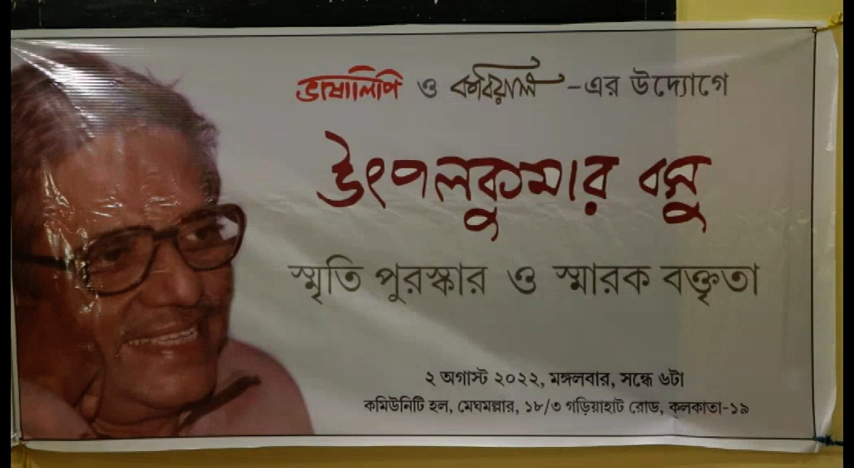 ভাষালিপি ও কবিয়াল -এর উদ্যোগে
উৎপলকুমার বসু
স্মৃতি পুরস্কার ও স্মারক বক্তৃতা
২ অগাস্ট ২০২২, মঙ্গলবার, সন্ধে ৬টা
কমিউনিটি হল, মেঘমল্লার, ১৮/৩ গড়িয়াহাট রোড, কলকাতা-১৯